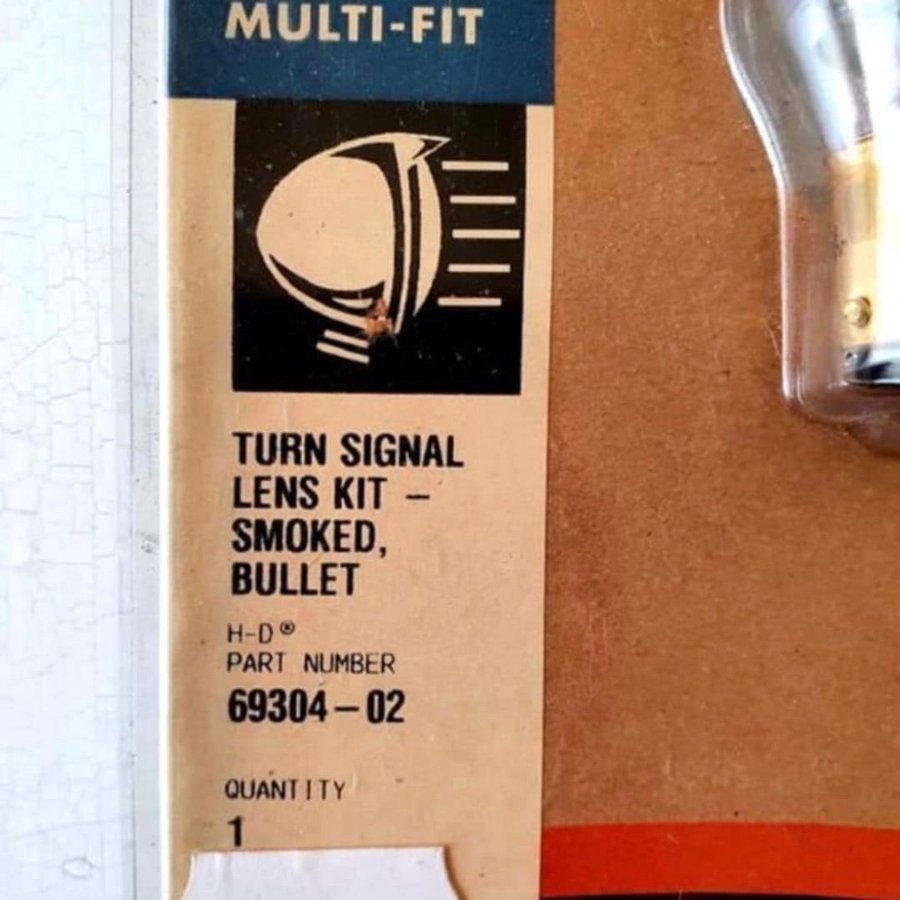 MULTI-FIT
TURN SIGNAL
LENS KIT –
SMOKED,
BULLET
H-D®
PART NUMBER
69304-02
QUANTITY
1